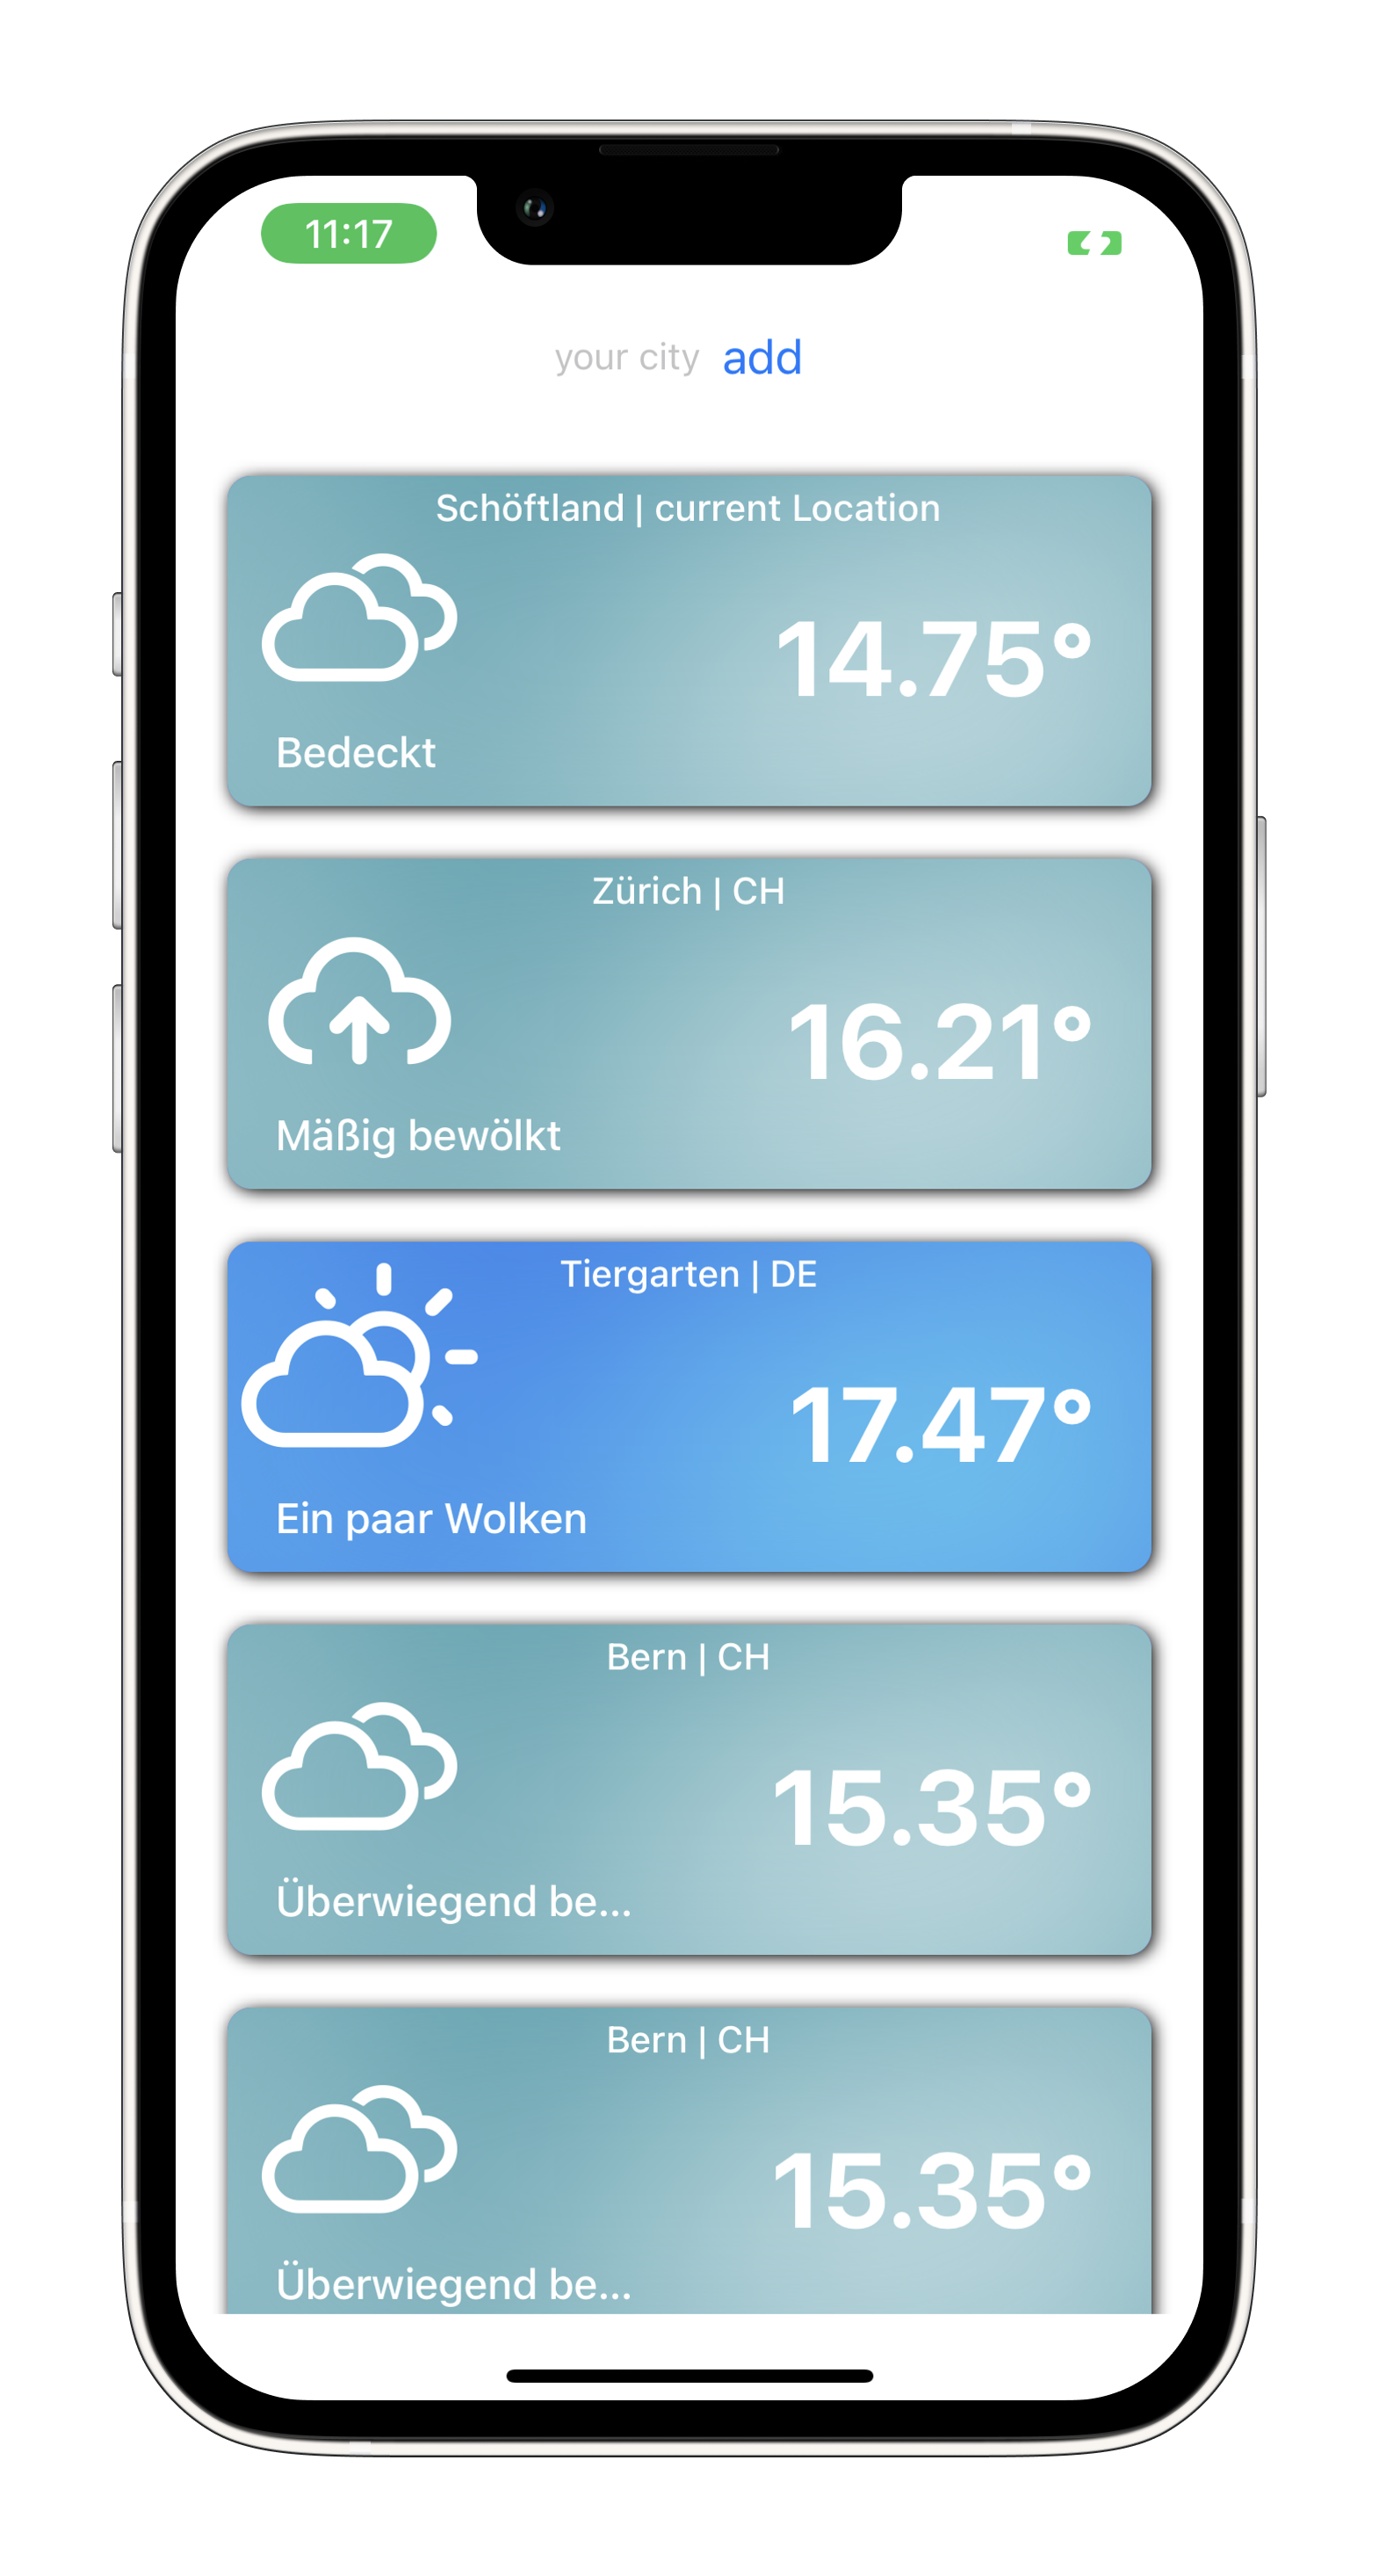 11:17
your city add
Schöftland | current Location
14.75°
Bedeckt
Zürich | CH
16.21°
Mäßig bewölkt
Tiergarten | DE
17.47°
Ein paar Wolken
Bern | CH
15.35°
Überwiegend be...
Bern | CH
15.35°
Überwiegend be...